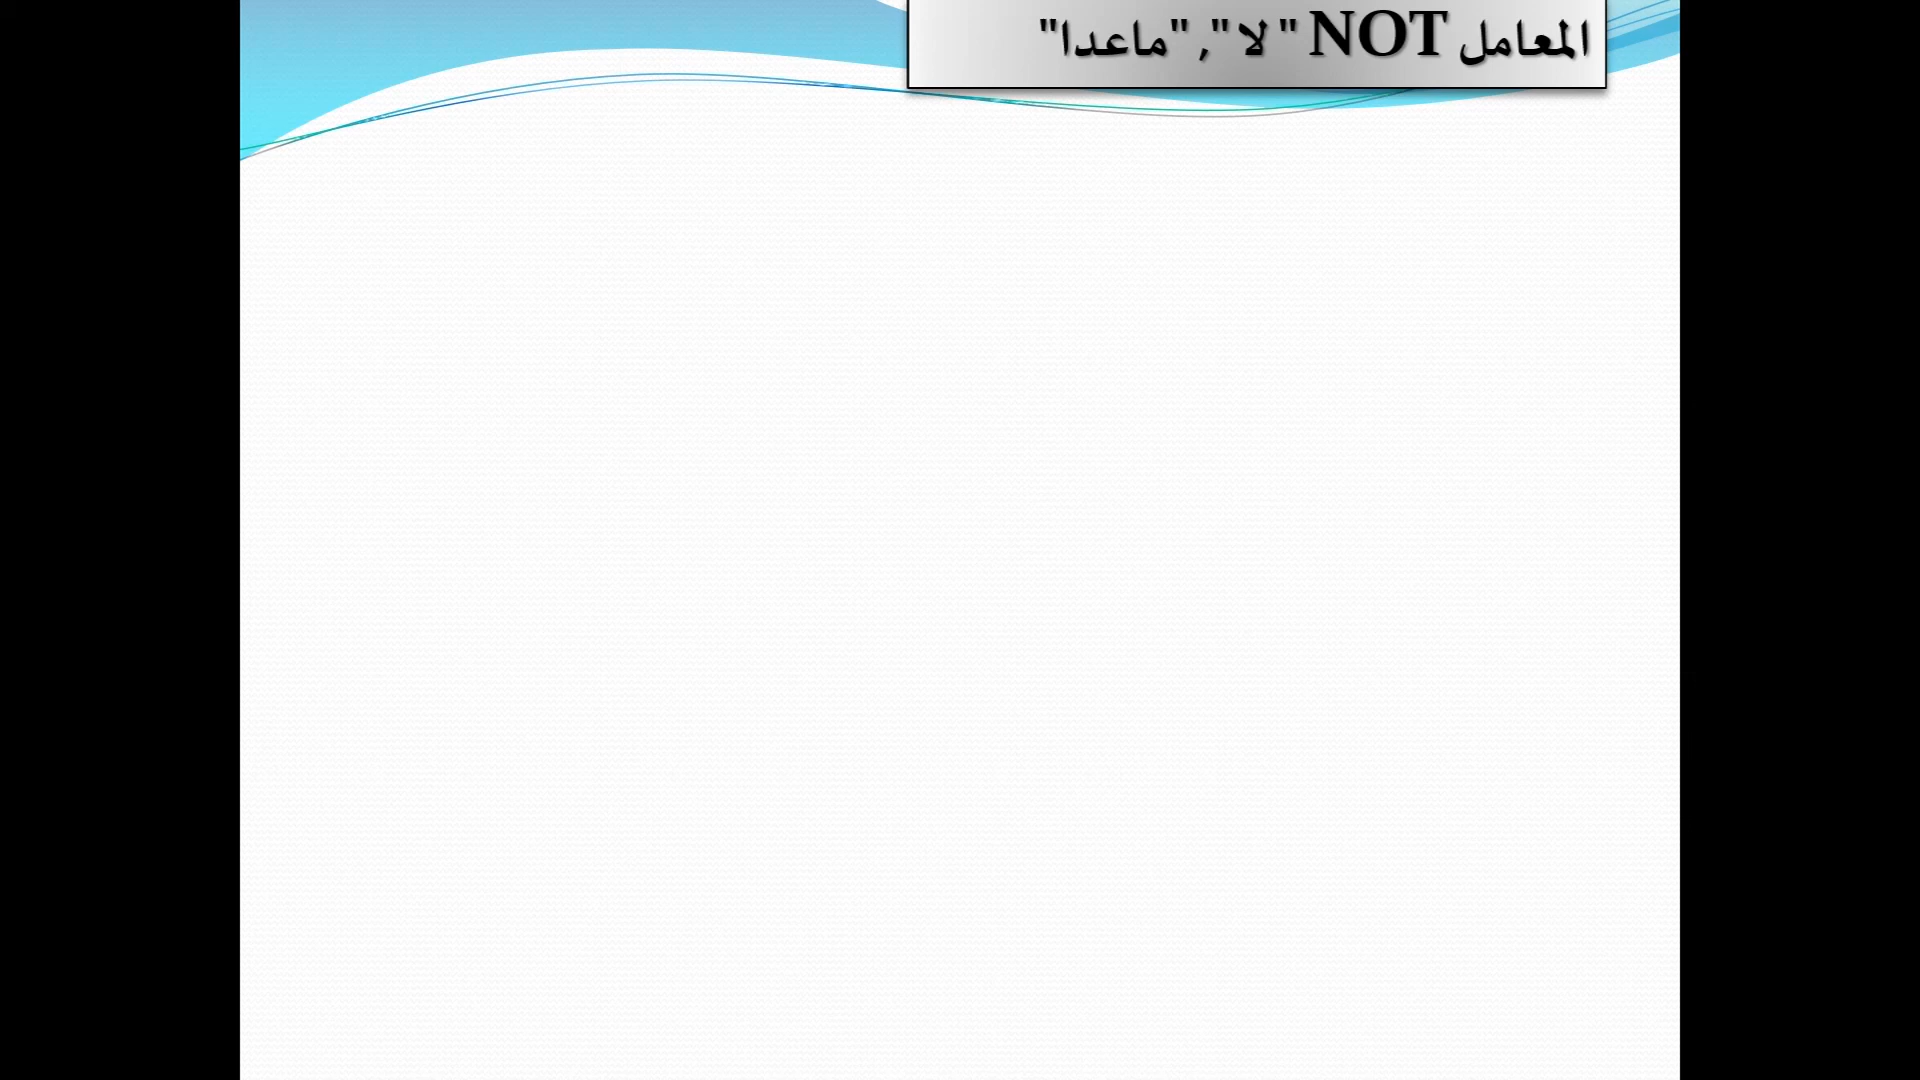 المعامل NOT " لا ", "ماعدا"